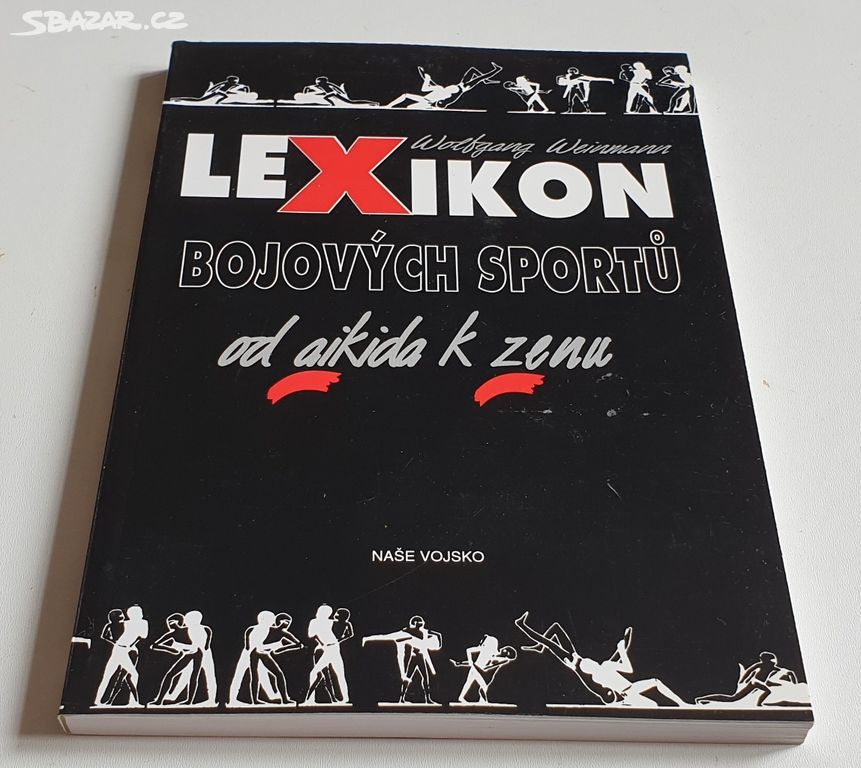 SBAZAR.CZ
Wolfgang Weinmann
LEXIKON
BOJOVÝCH SPORTŮ
od aikida k zenu
NAŠE VOJSKO